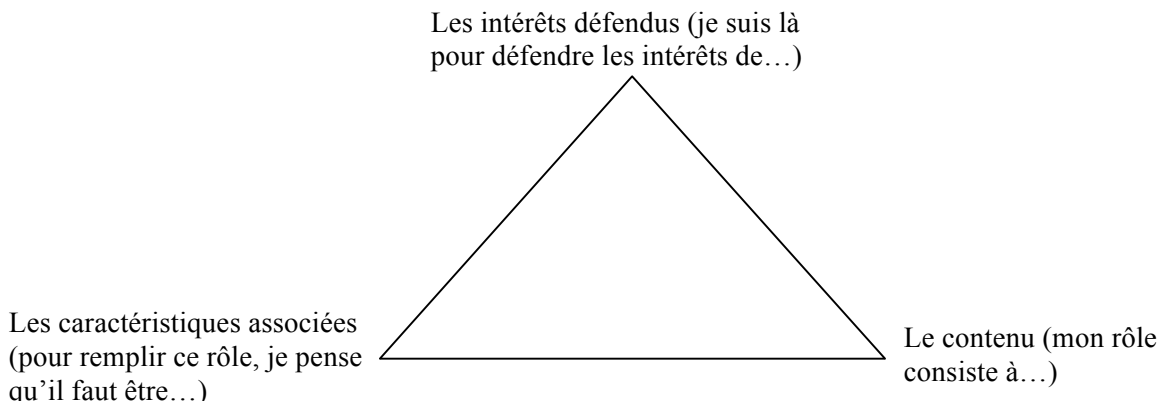 Les intérêts défendus (je suis là
pour défendre les intérêts de…)
Les caractéristiques associées
(pour remplir ce rôle, je pense
qu’il faut être…)
Le contenu (mon rôle
consiste à…)